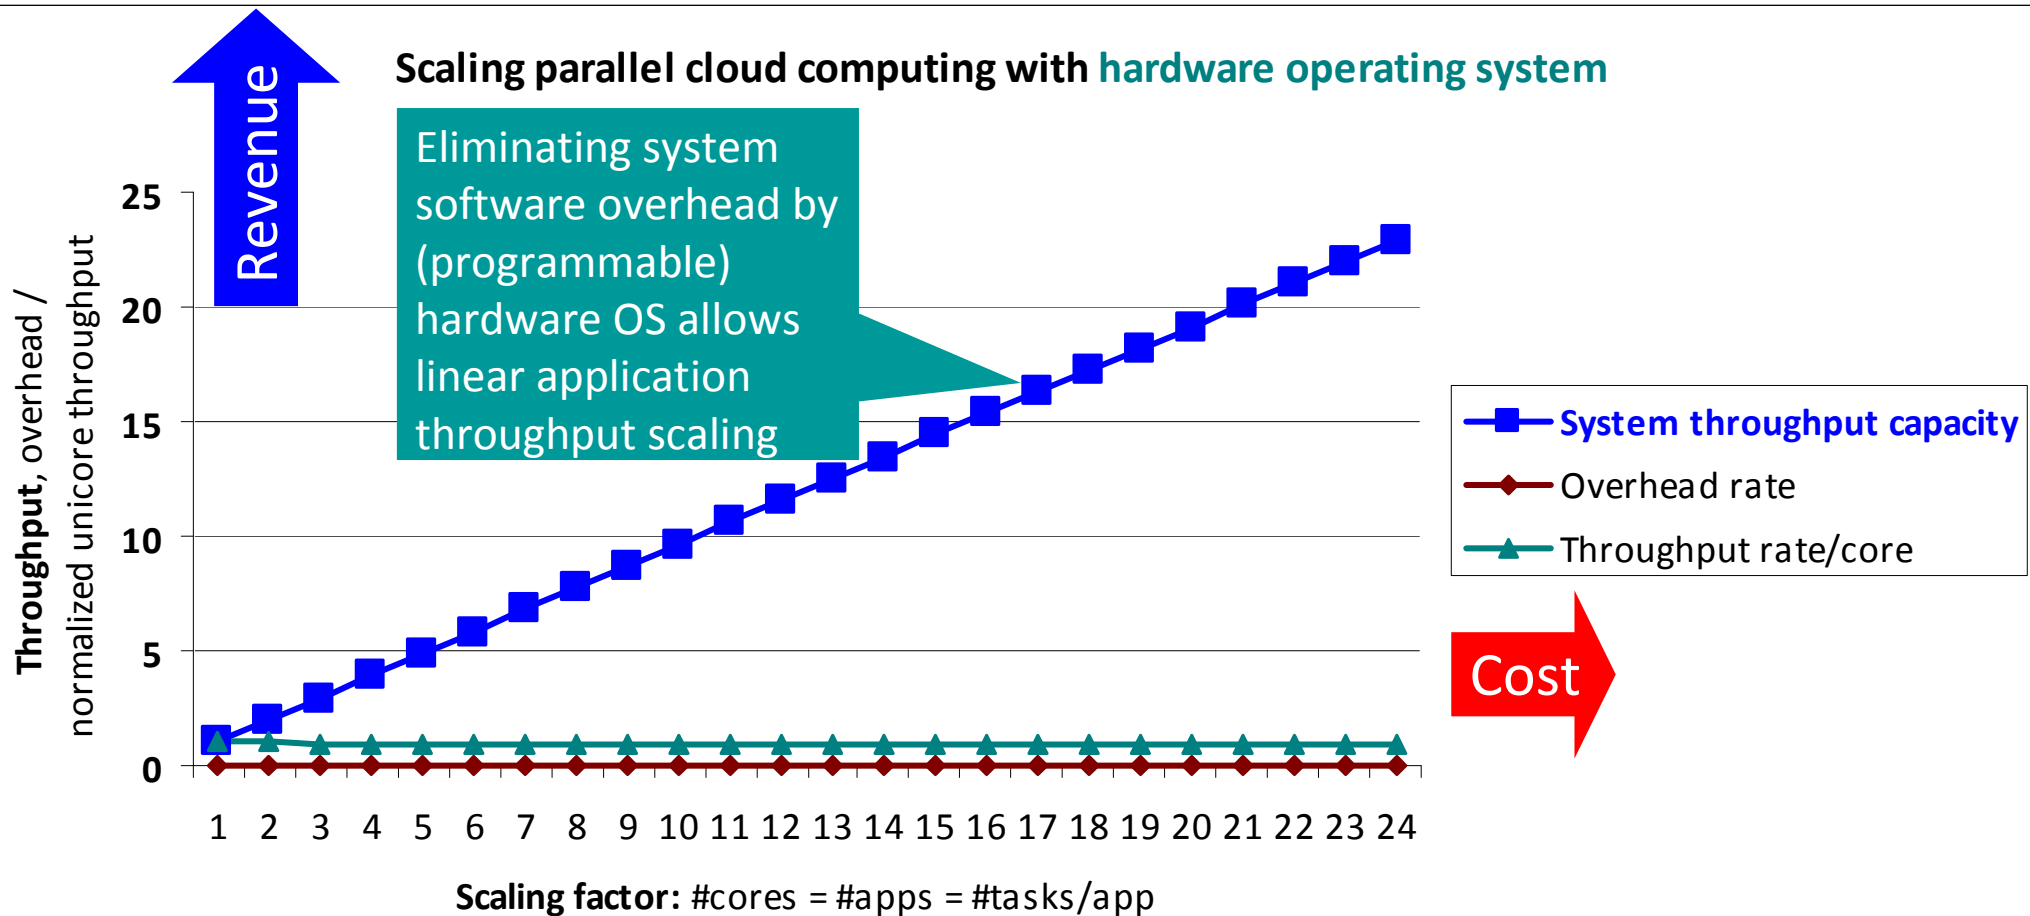 Revenue
Scaling parallel cloud computing with hardware operating system
Eliminating system
software overhead by
(programmable)
hardware OS allows
linear application
throughput scaling
Throughput, overhead /
normalized unicore throughput
25
20
15
10
5
0
1 2 3 4 5 6 7 8 9 10 11 12 13 14 15 16 17 18 19 20 21 22 23 24
Scaling factor: #cores = #apps = #tasks/app
System throughput capacity
Overhead rate
Throughput rate/core
Cost